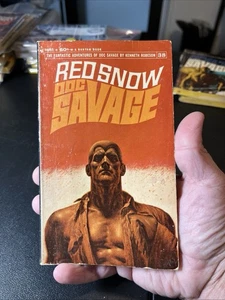 THE FANTASTIC ADVENTURES OF DOC SAVAGE BY KENNETH ROBESON 38
RED SNOW
DOC
SAVAGE
SAVAGE